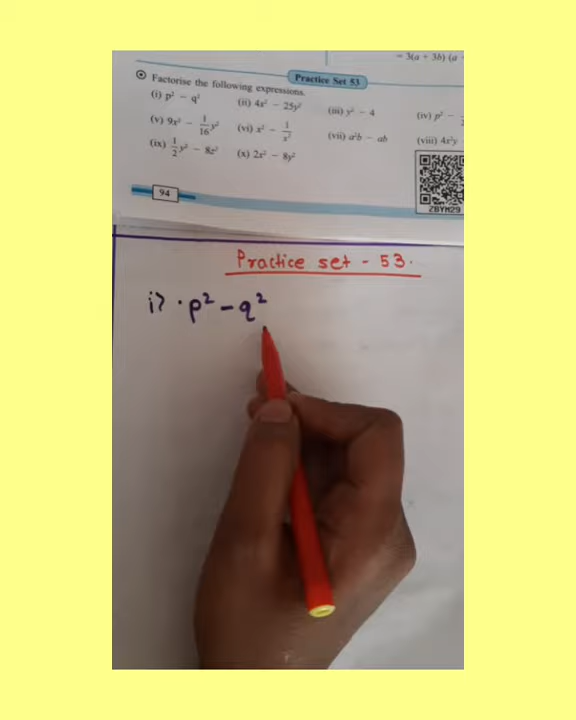 = 3(a + 3b) (a
Practice Set 53
Factorise the following expressions.
(i) p² − q² (ii) 4x² − 25y² (iii) y² − 4 (iv) p² −
(v) 9x² − 1/16 y² (vi) x² − 1/x² (vii) a²b − ab (viii) 4x²y
(ix) 1/2 y² − 8z² (x) 2x² − 8y²
94
ZBYH29
Practice set - 53.
i) p² − q²